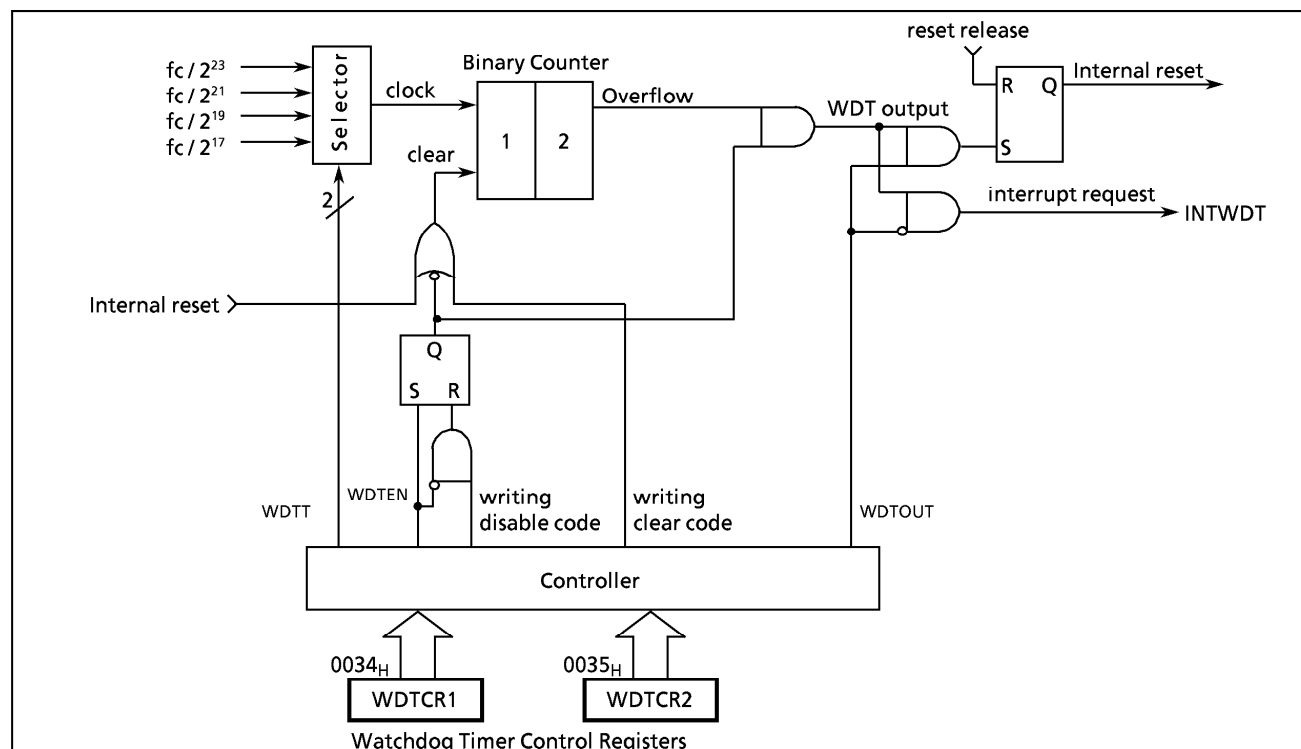 reset release
fc / 2²³
fc / 2²¹
fc / 2¹⁹
fc / 2¹⁷
Selector
clock
clear
2
Binary Counter
1
2
Overflow
WDT output
R
Q
S
Internal reset
interrupt request
INTWDT
Internal reset
Q
S
R
WDTT
WDTEN
writing
disable code
writing
clear code
WDTOUT
Controller
0034H
WDTCR1
0035H
WDTCR2
Watchdog Timer Control Registers